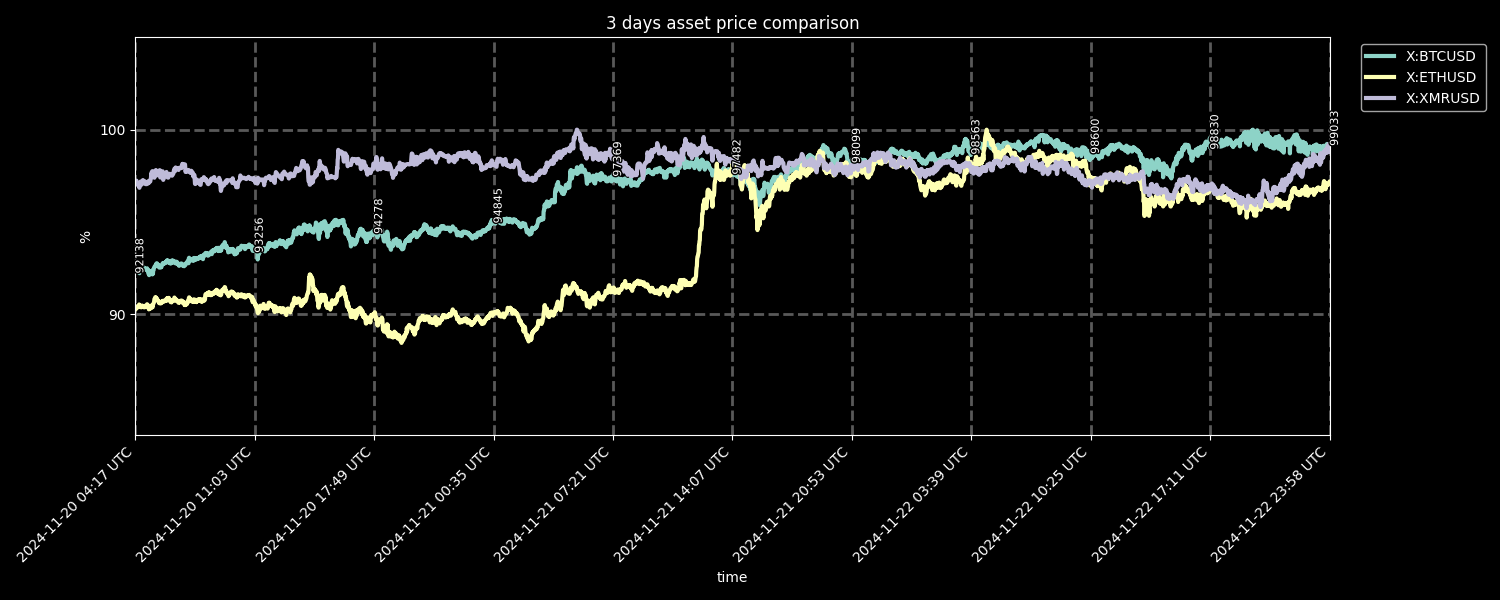 3 days asset price comparison
X:BTCUSD
X:ETHUSD
X:XMRUSD
100
90
%
92138
93256
94278
94845
97369
97482
98099
98563
98600
98830
99033
2024-11-20 04:17 UTC
2024-11-20 11:03 UTC
2024-11-20 17:49 UTC
2024-11-21 00:35 UTC
2024-11-21 07:21 UTC
2024-11-21 14:07 UTC
2024-11-21 20:53 UTC
2024-11-22 03:39 UTC
2024-11-22 10:25 UTC
2024-11-22 17:11 UTC
2024-11-22 23:58 UTC
time